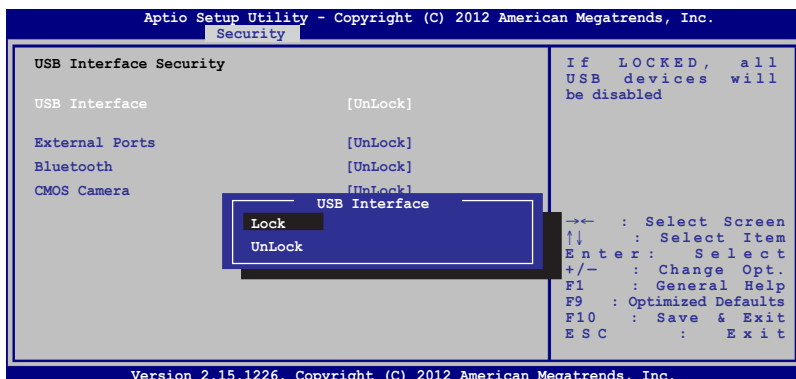 Aptio Setup Utility - Copyright (C) 2012 American Megatrends, Inc.
Security
USB Interface Security
USB Interface [UnLock]
External Ports [UnLock]
Bluetooth [UnLock]
CMOS Camera [UnLock]
USB Interface
Lock
UnLock
If LOCKED, all
USB devices will
be disabled
→← : Select Screen
↑↓ : Select Item
Enter: Select
+/— : Change Opt.
F1 : General Help
F9 : Optimized Defaults
F10 : Save & Exit
ESC : Exit
Version 2.15.1226. Copyright (C) 2012 American Megatrends, Inc.